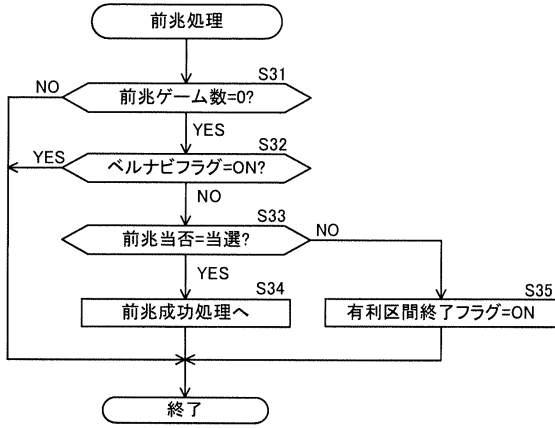 前兆処理
S31
NO
前兆ゲーム数=0?
YES
S32
YES
ベルナビフラグ=ON?
NO
S33
前兆当否=当選?
NO
YES
S34
前兆成功処理へ
S35
有利区間終了フラグ=ON
終了